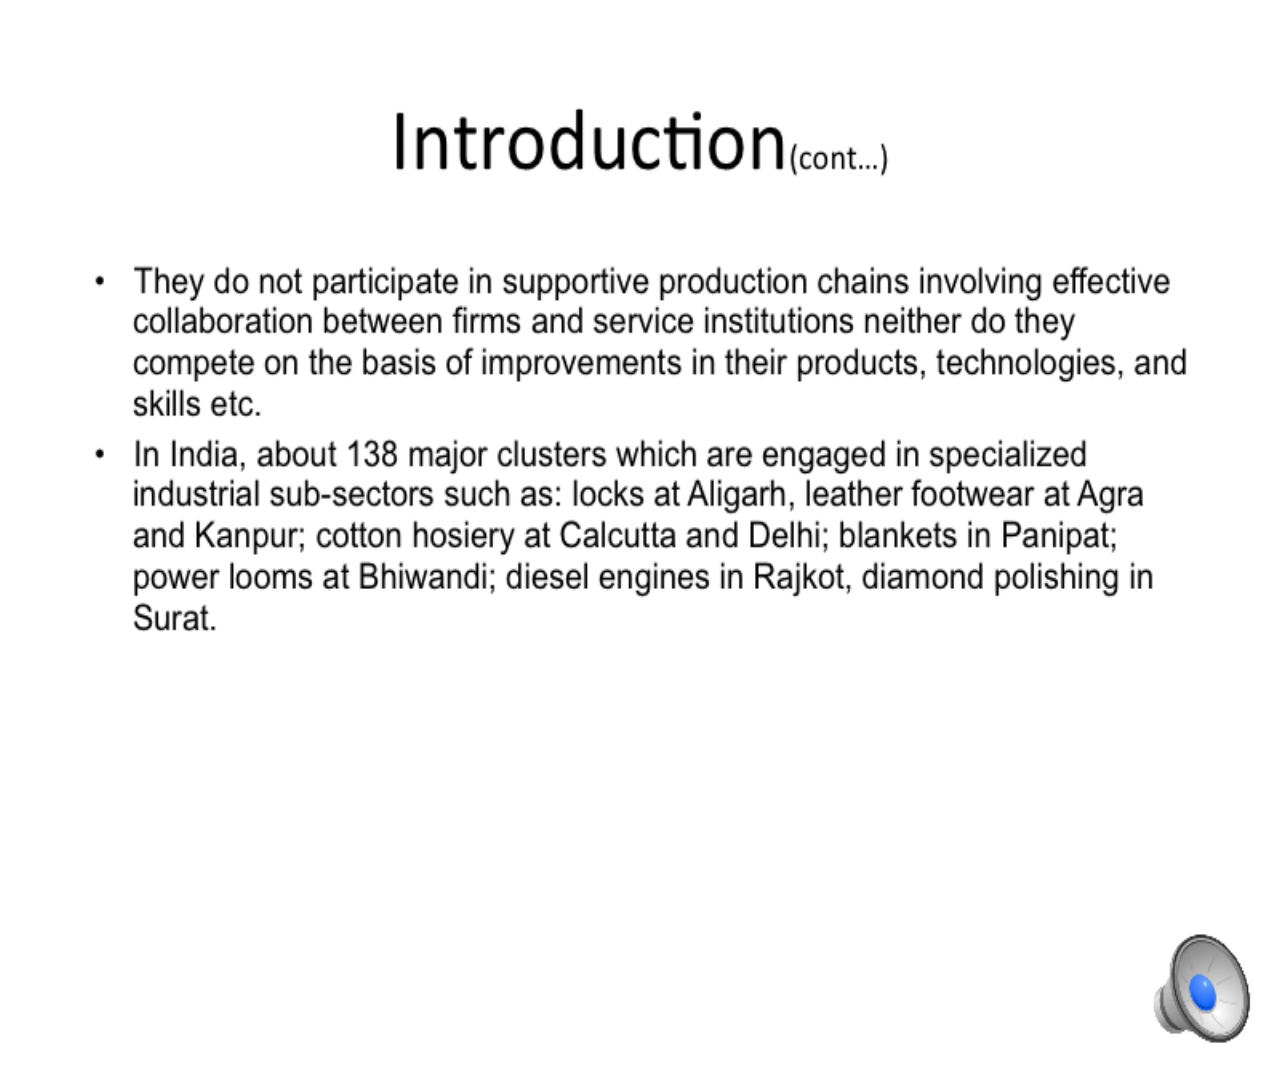 Introduction(cont...)
• They do not participate in supportive production chains involving effective
collaboration between firms and service institutions neither do they
compete on the basis of improvements in their products, technologies, and
skills etc.
• In India, about 138 major clusters which are engaged in specialized
industrial sub-sectors such as: locks at Aligarh, leather footwear at Agra
and Kanpur; cotton hosiery at Calcutta and Delhi; blankets in Panipat;
power looms at Bhiwandi; diesel engines in Rajkot, diamond polishing in
Surat.